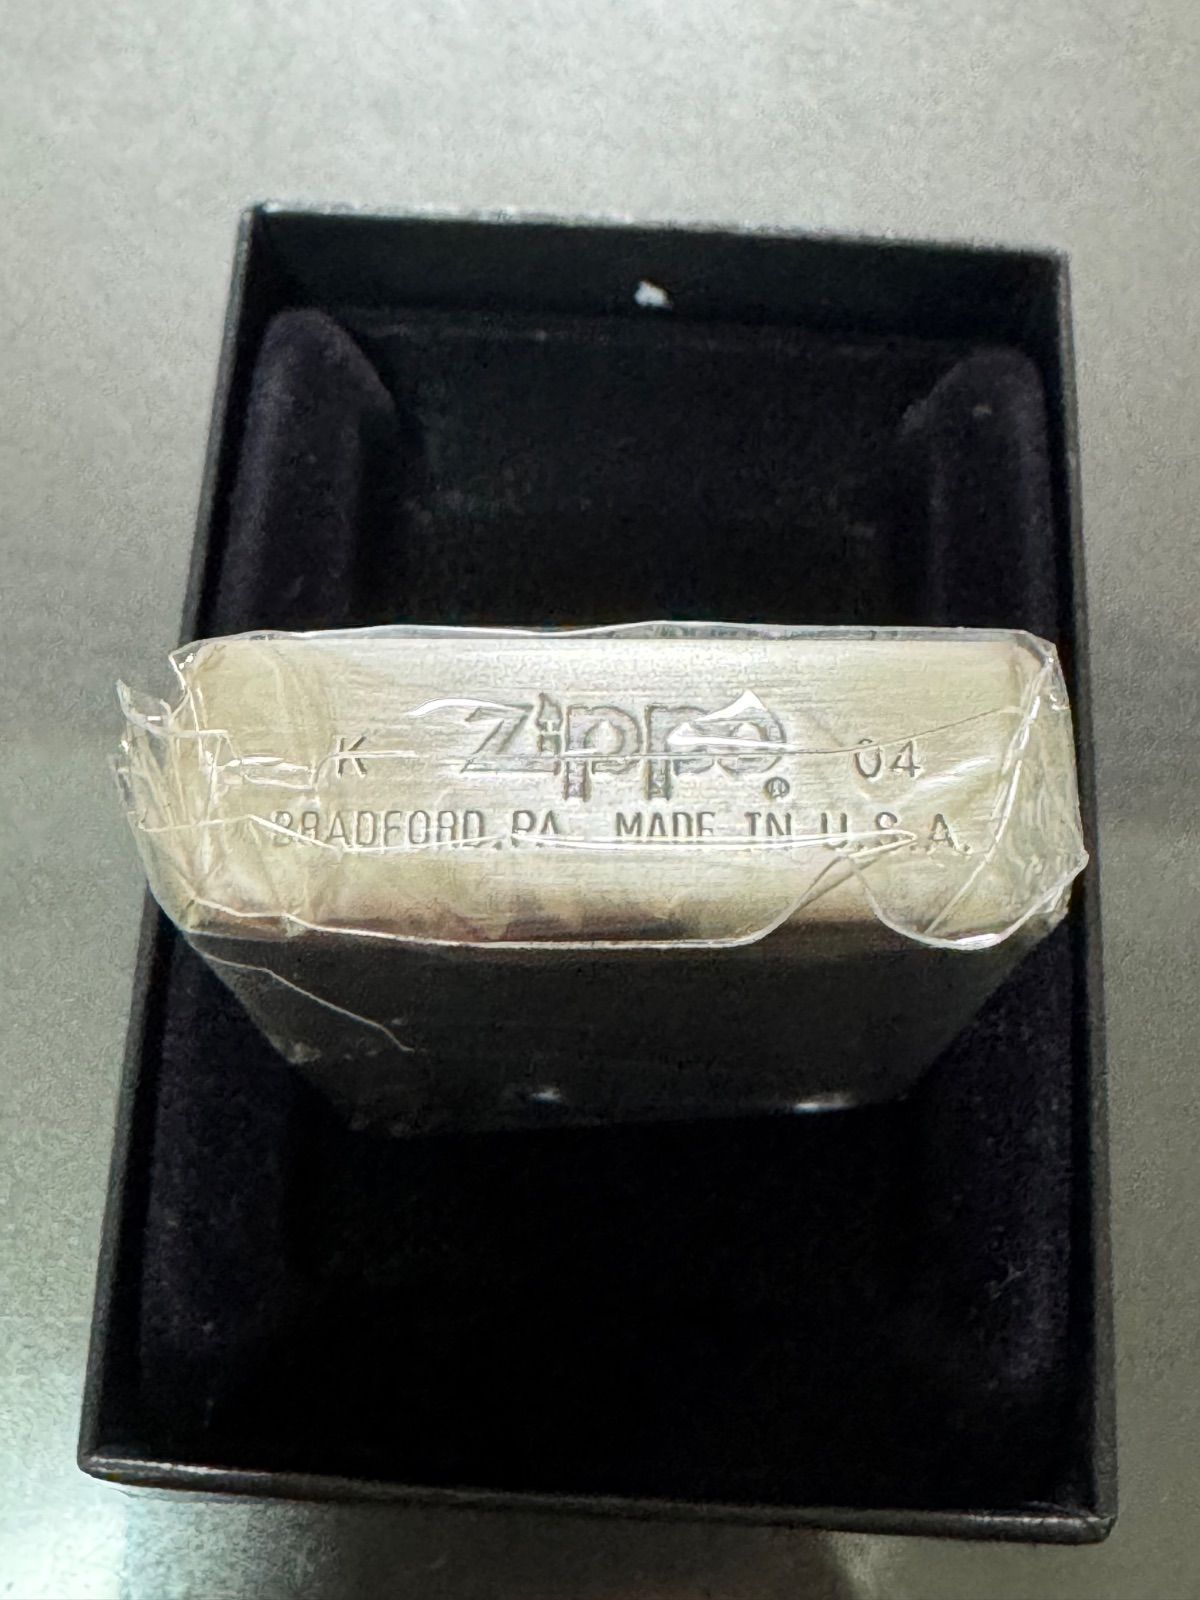 K Zippo® 04
BRADFORD, PA. MADE IN U.S.A.